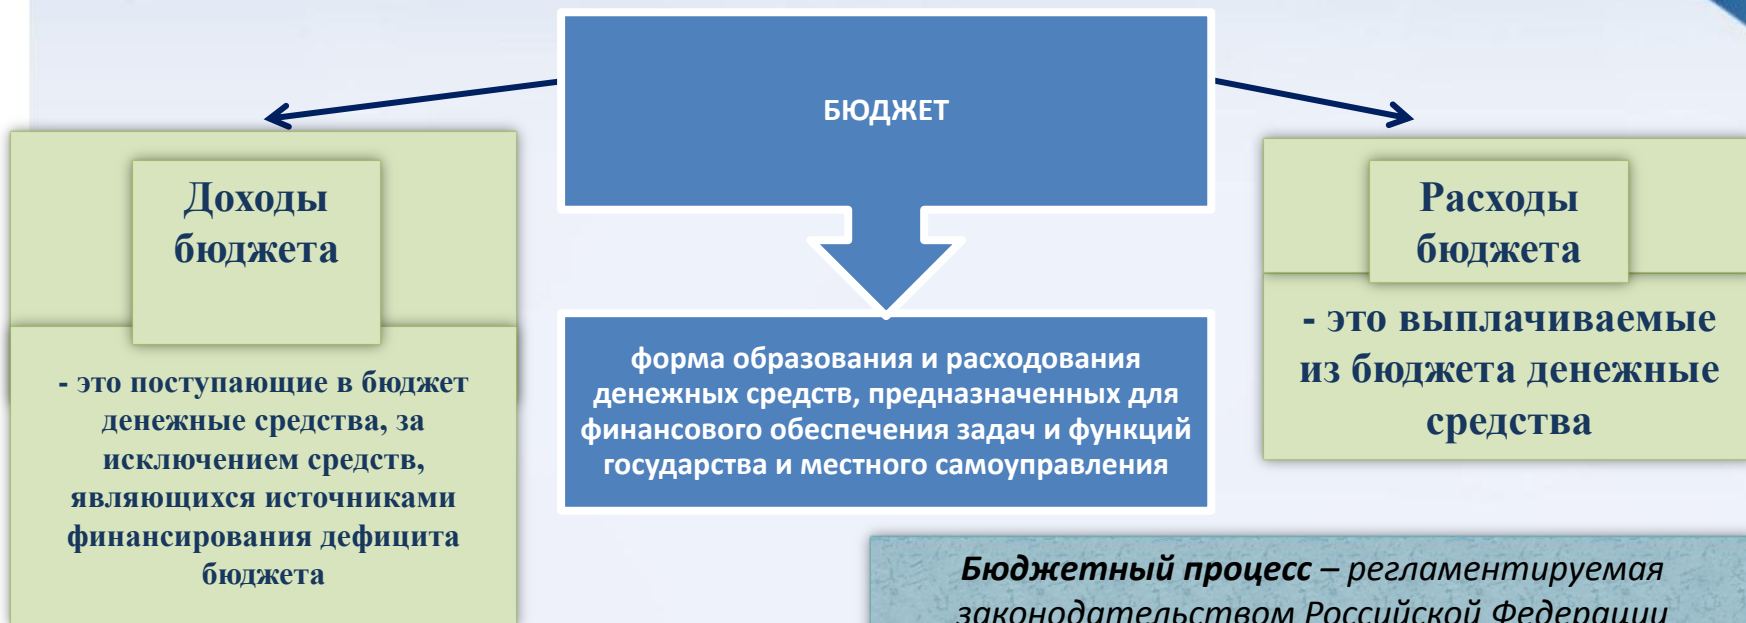 БЮДЖЕТ
Доходы
бюджета
- это поступающие в бюджет
денежные средства, за
исключением средств,
являющихся источниками
финансирования дефицита
бюджета
форма образования и расходования
денежных средств, предназначенных для
финансового обеспечения задач и функций
государства и местного самоуправления
Расходы
бюджета
- это выплачиваемые
из бюджета денежные
средства
Бюджетный процесс – регламентируемая
законодательством Российской Федерации